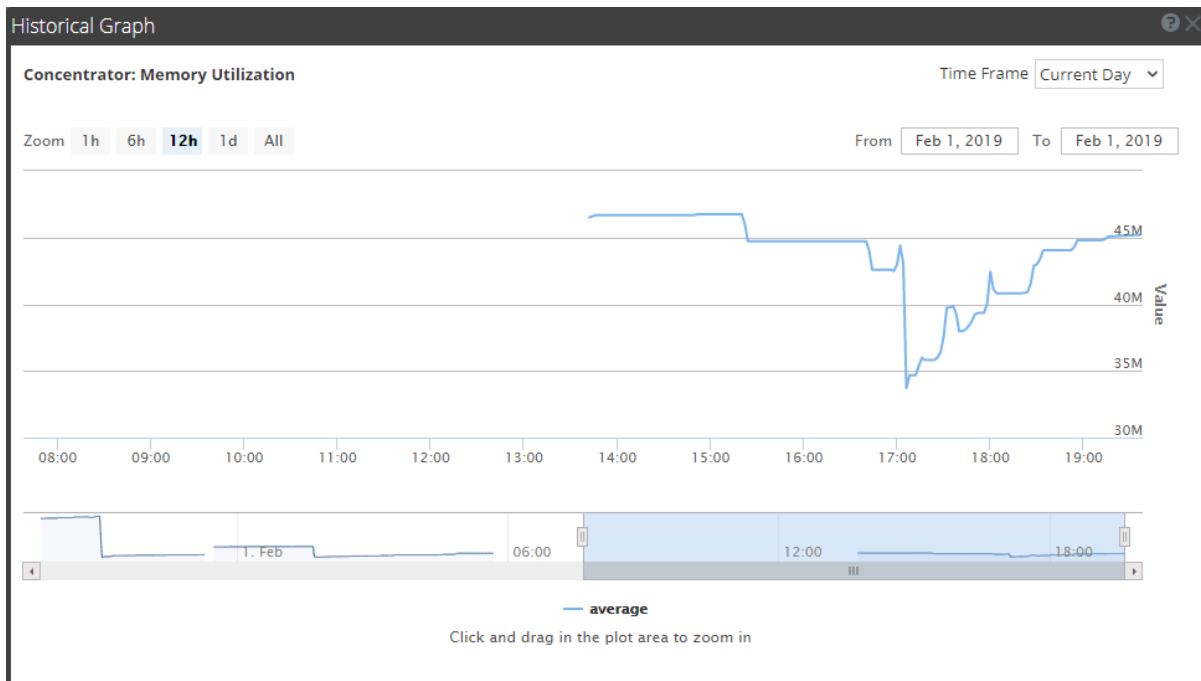 Historical Graph
Concentrator: Memory Utilization
Time Frame Current Day
Zoom 1h 6h 12h 1d All
From Feb 1, 2019 To Feb 1, 2019
45M
40M
35M
30M
Value
08:00 09:00 10:00 11:00 12:00 13:00 14:00 15:00 16:00 17:00 18:00 19:00
1. Feb 06:00 12:00 18:00
average
Click and drag in the plot area to zoom in